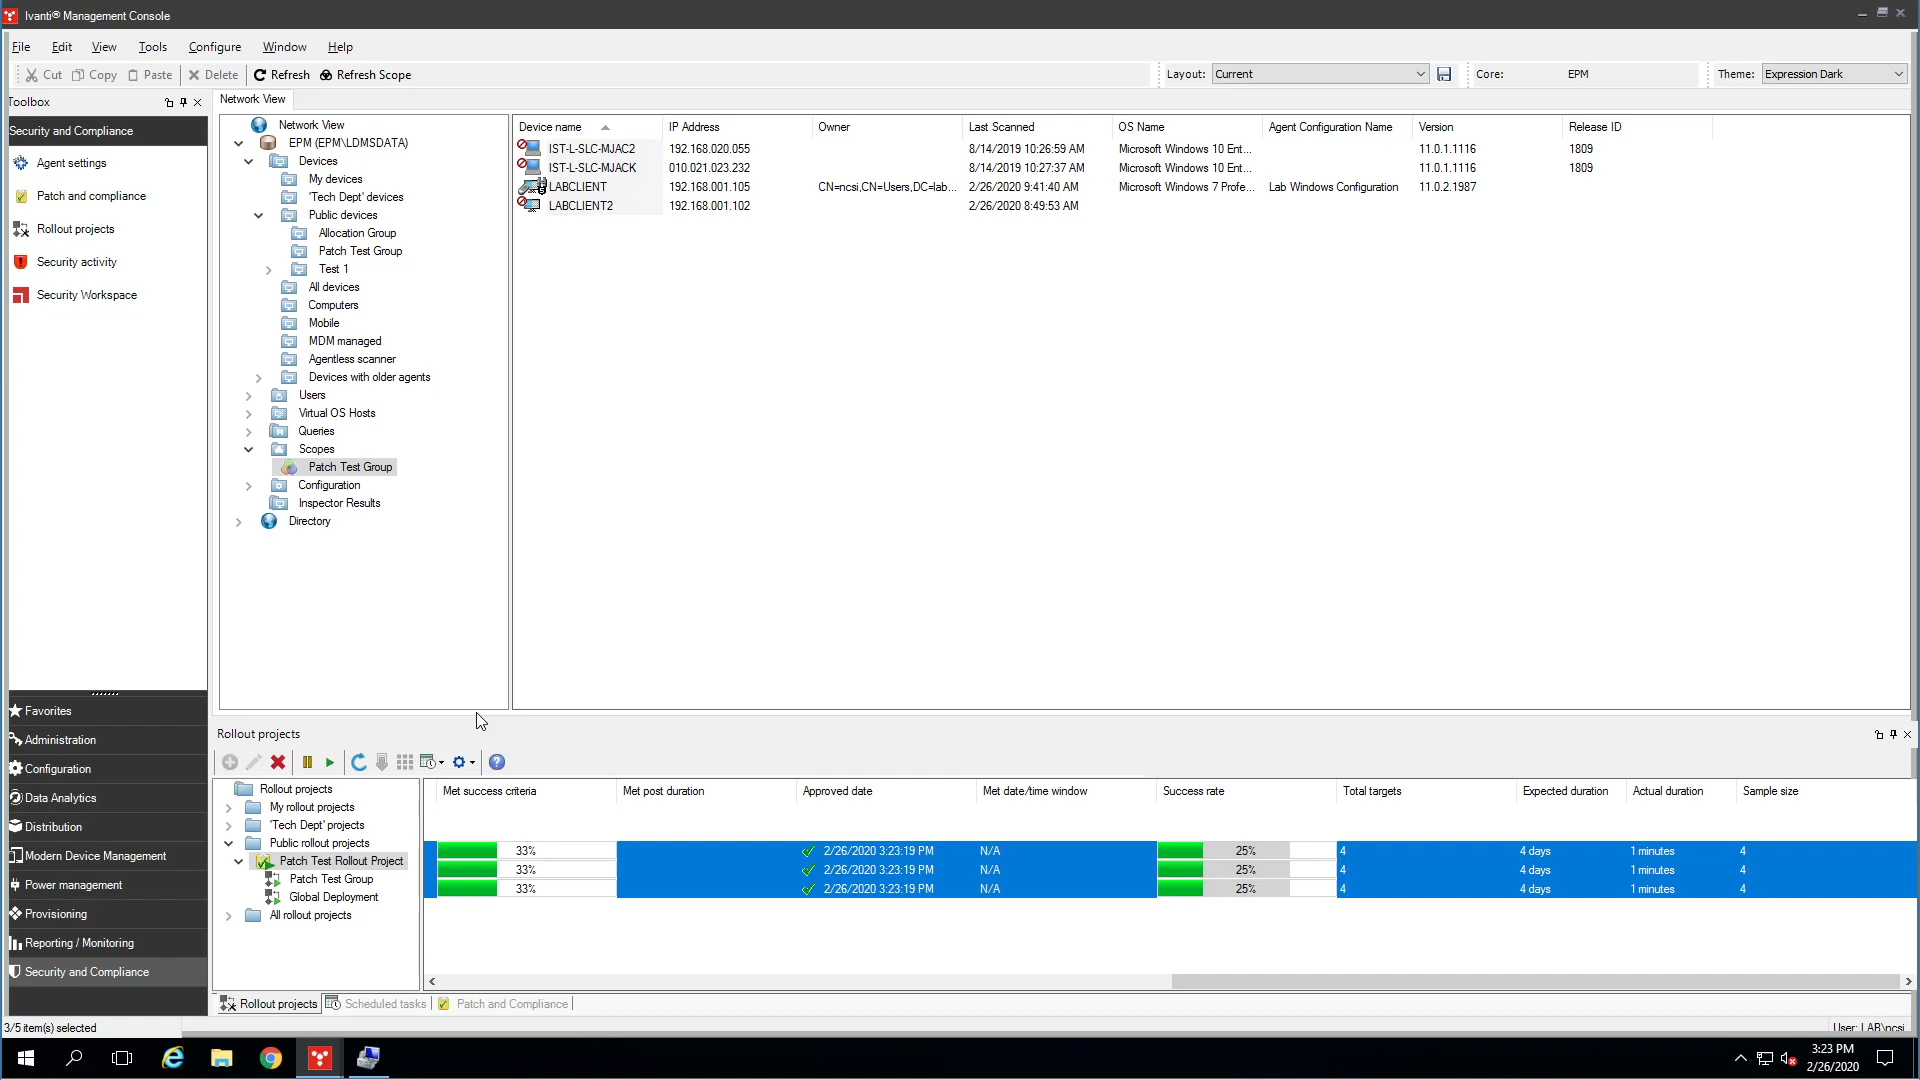 Ivanti® Management Console
File Edit View Tools Configure Window Help
Cut Copy Paste Delete Refresh Refresh Scope Layout: Current Core: EPM Theme: Expression Dark
Toolbox
Security and Compliance
Agent settings
Patch and compliance
Rollout projects
Security activity
Security Workspace
Favorites
Administration
Configuration
Data Analytics
Distribution
Modern Device Management
Power management
Provisioning
Reporting / Monitoring
Security and Compliance
Network View
Network View
EPM (EPM\LDMSDATA)
Devices
My devices
'Tech Dept' devices
Public devices
Allocation Group
Patch Test Group
Test 1
All devices
Computers
Mobile
MDM managed
Agentless scanner
Devices with older agents
Users
Virtual OS Hosts
Queries
Scopes
Patch Test Group
Configuration
Inspector Results
Directory
Device name IP Address Owner Last Scanned OS Name Agent Configuration Name Version Release ID
IST-L-SLC-MJAC2 192.168.020.055 8/14/2019 10:26:59 AM Microsoft Windows 10 Ent... 11.0.1.1116 1809
IST-L-SLC-MJACK 010.021.023.232 8/14/2019 10:27:37 AM Microsoft Windows 10 Ent... 11.0.1.1116 1809
LABCLIENT 192.168.001.105 CN=ncsi,CN=Users,DC=lab... 2/26/2020 9:41:40 AM Microsoft Windows 7 Profe... Lab Windows Configuration 11.0.2.1987
LABCLIENT2 192.168.001.102 2/26/2020 8:49:53 AM
Rollout projects
Rollout projects
My rollout projects
'Tech Dept' projects
Public rollout projects
Patch Test Rollout Project
Patch Test Group
Global Deployment
All rollout projects
Met success criteria Met post duration Approved date Met date/time window Success rate Total targets Expected duration Actual duration Sample size
33% 2/26/2020 3:23:19 PM N/A 25% 4 4 days 1 minutes 4
33% 2/26/2020 3:23:19 PM N/A 25% 4 4 days 1 minutes 4
33% 2/26/2020 3:23:19 PM N/A 25% 4 4 days 1 minutes 4
Rollout projects Scheduled tasks Patch and Compliance
3/5 item(s) selected
User: LAB\ncsi
3:23 PM
2/26/2020